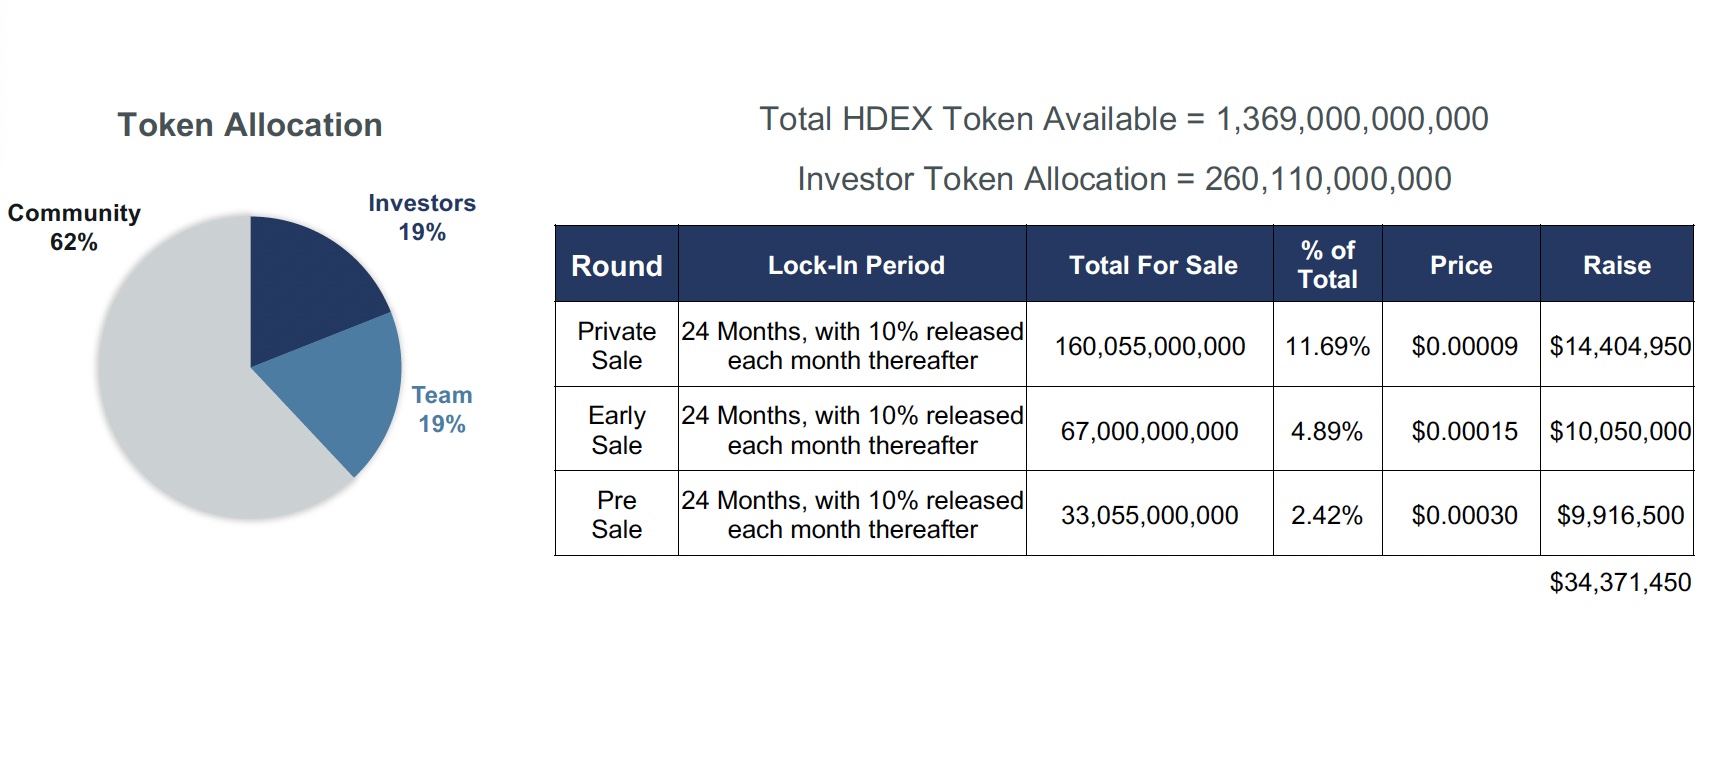 Token Allocation
Community
62%
Investors
19%
Team
19%
Total HDEX Token Available = 1,369,000,000,000
Investor Token Allocation = 260,110,000,000
Round Lock-In Period Total For Sale % of Total Price Raise
Private Sale 24 Months, with 10% released each month thereafter 160,055,000,000 11.69% $0.00009 $14,404,950
Early Sale 24 Months, with 10% released each month thereafter 67,000,000,000 4.89% $0.00015 $10,050,000
Pre Sale 24 Months, with 10% released each month thereafter 33,055,000,000 2.42% $0.00030 $9,916,500
$34,371,450